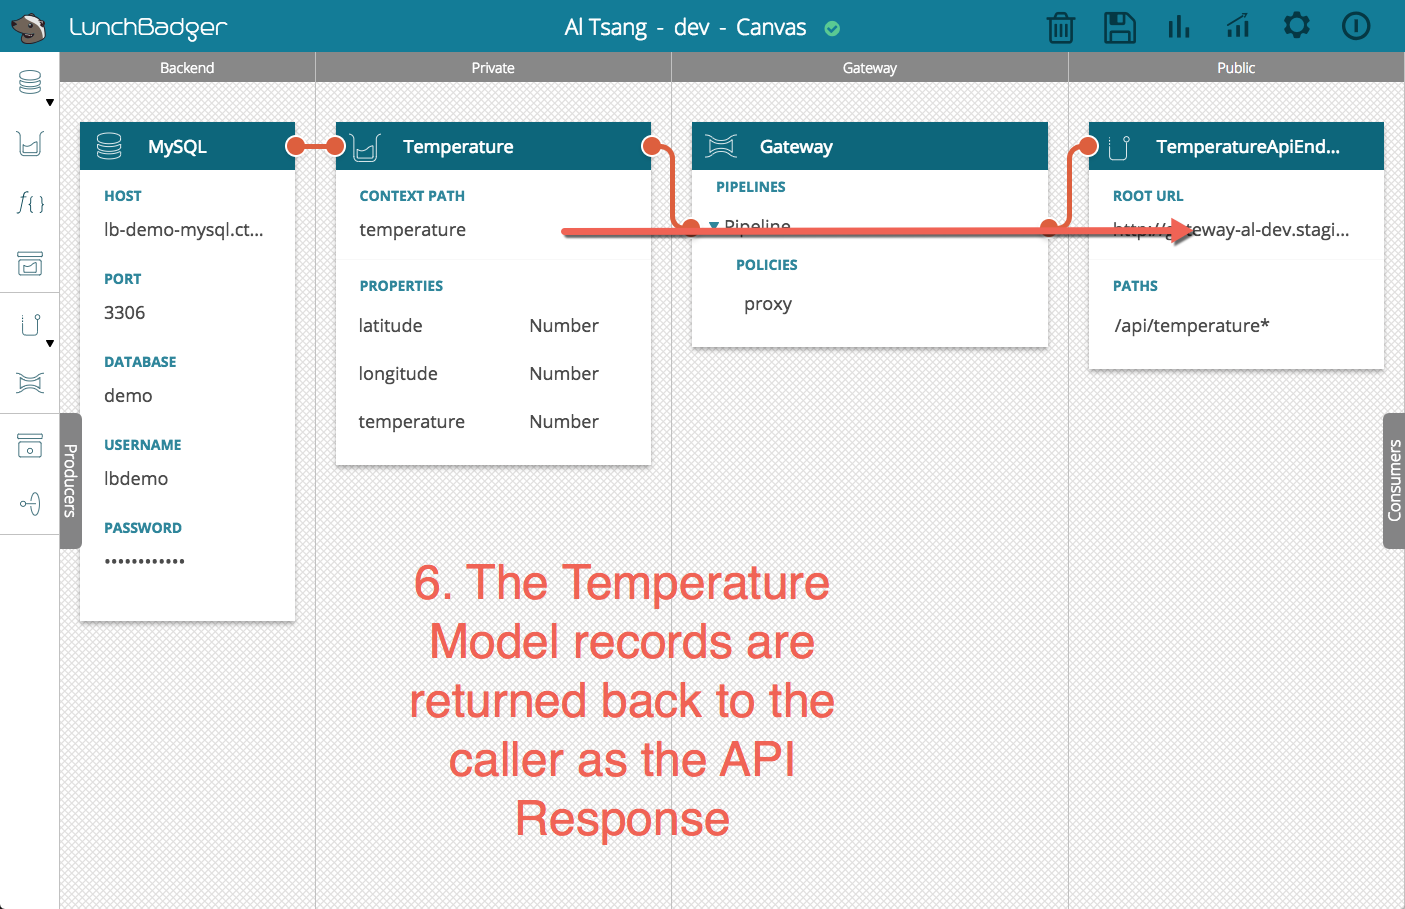 LunchBadger
Al Tsang - dev - Canvas
Backend
Private
Gateway
Public
MySQL
HOST
lb-demo-mysql.ct...
PORT
3306
DATABASE
demo
USERNAME
lbdemo
PASSWORD
••••••••••••
Temperature
CONTEXT PATH
temperature
PROPERTIES
latitude Number
longitude Number
temperature Number
Gateway
PIPELINES
Pipeline
POLICIES
proxy
TemperatureApiEnd...
ROOT URL
http://gateway-al-dev.stagi...
PATHS
/api/temperature*
f{}
Producers
Consumers
6. The Temperature
Model records are
returned back to the
caller as the API
Response